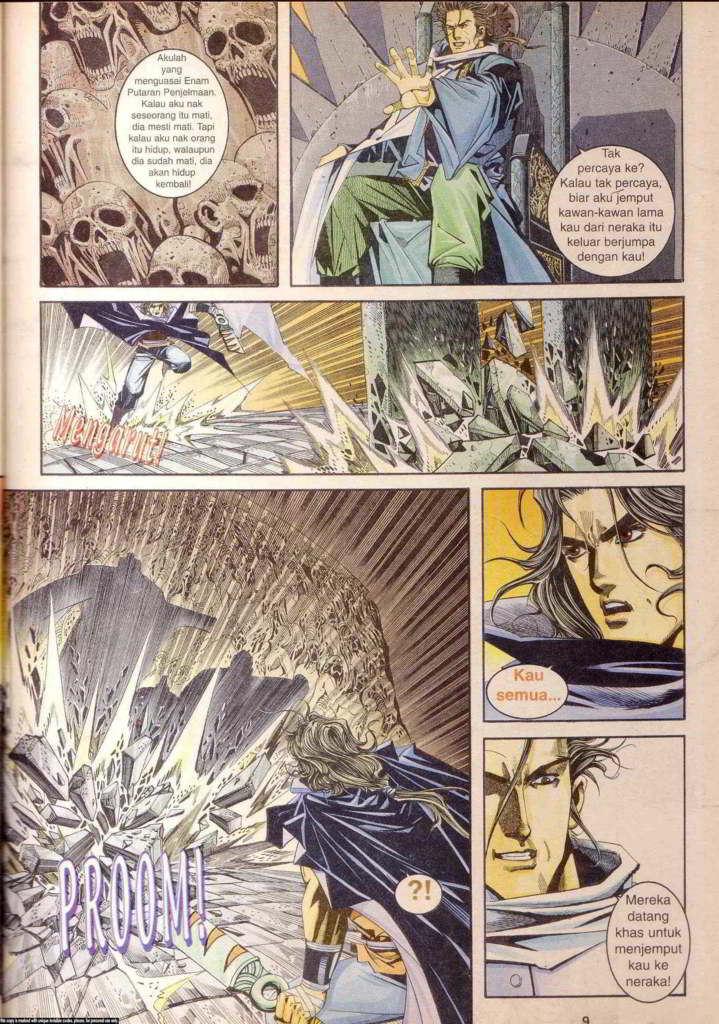 Akulah
yang
menguasai Enam
Putaran Penjelmaan.
Kalau aku nak
seseorang itu mati,
dia mesti mati. Tapi
kalau aku nak orang
itu hidup, walaupun
dia sudah mati, dia
akan hidup
kembali!
Tak
percaya ke?
Kalau tak percaya,
biar aku jemput
kawan-kawan lama
kau dari neraka itu
keluar berjumpa
dengan kau!
Kau
semua...
PROOM!
?!
Mereka
datang
khas untuk
menjemput
kau ke
neraka!
9